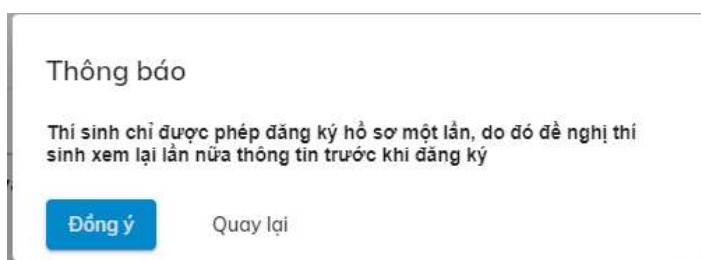 Thông báo
Thí sinh chỉ được phép đăng ký hồ sơ một lần, do đó đề nghị thí
sinh xem lại lần nữa thông tin trước khi đăng ký
Đồng ý Quay lại